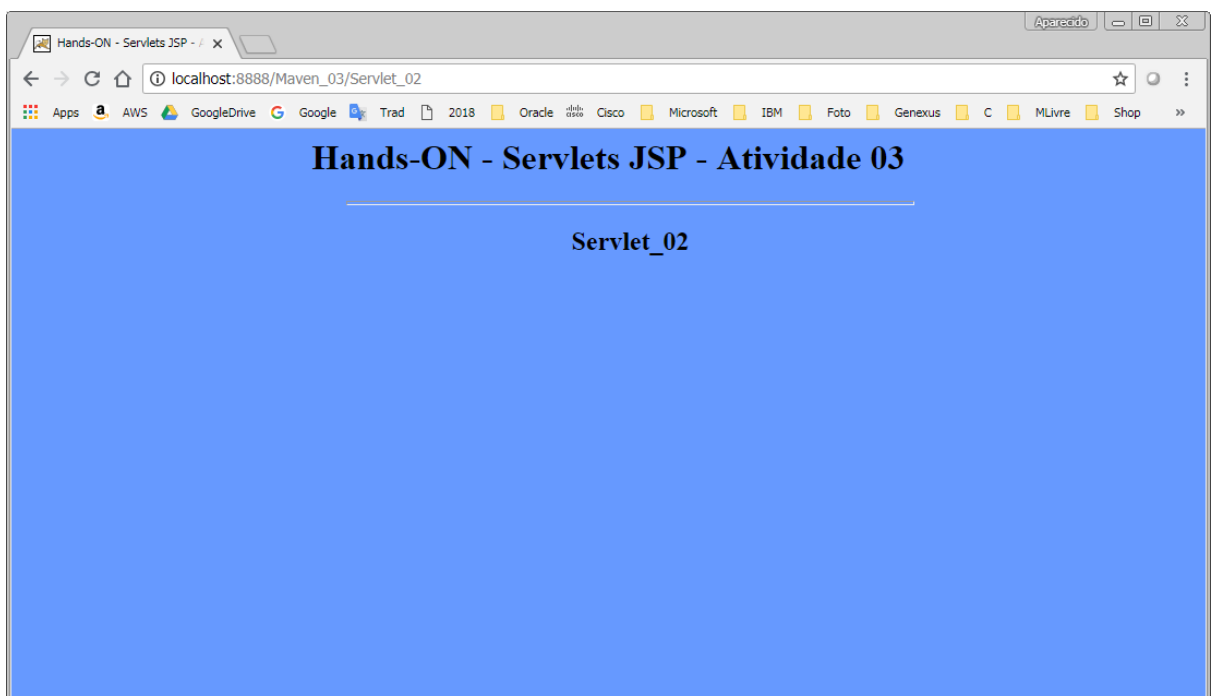 Aparecido
Hands-ON - Servlets JSP - A
localhost:8888/Maven_03/Servlet_02
Apps AWS GoogleDrive Google Trad 2018 Oracle Cisco Microsoft IBM Foto Genexus C MLivre Shop »
Hands-ON - Servlets JSP - Atividade 03
Servlet_02